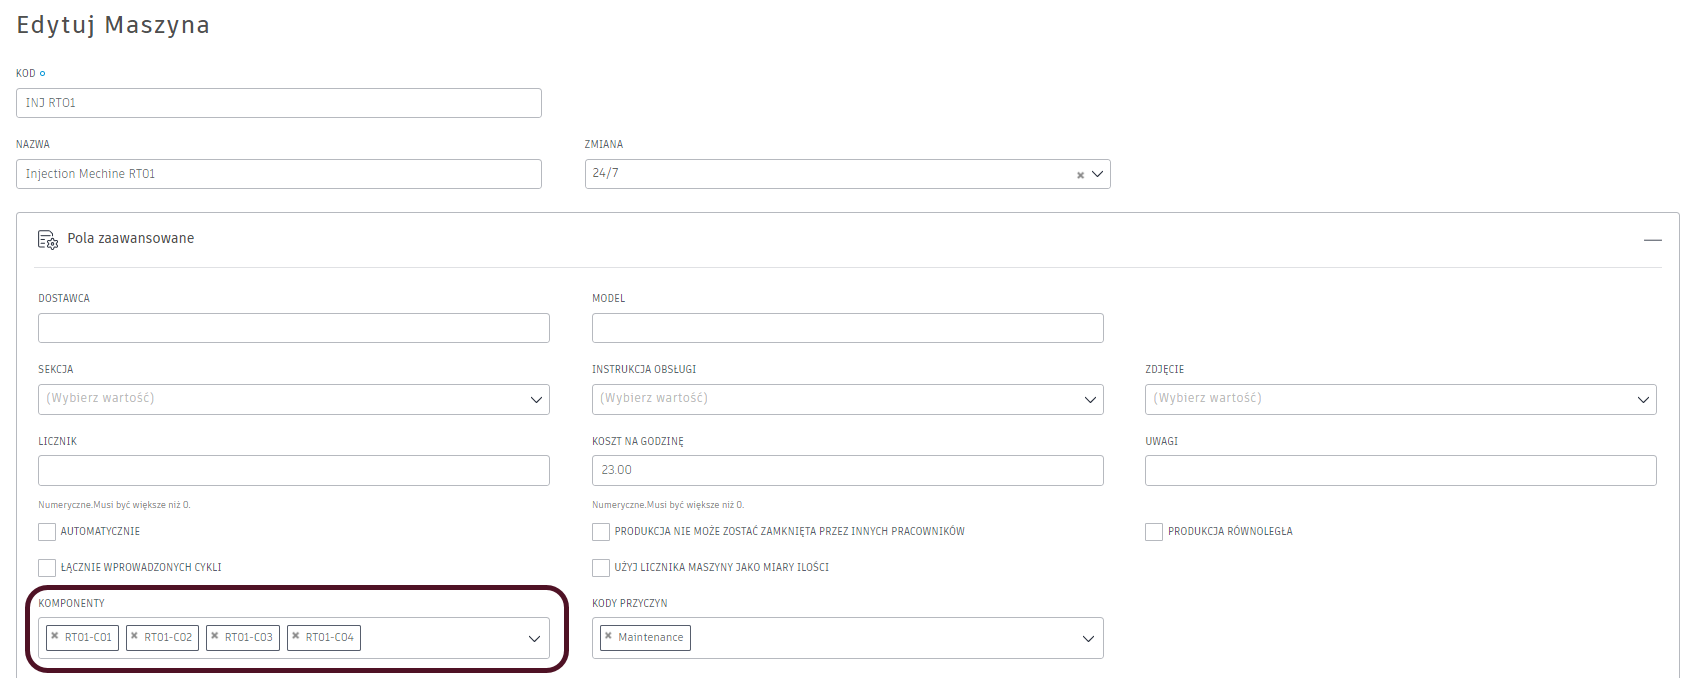 Edytuj Maszyna
KOD
INJ RT01
NAZWA
ZMIANA
Injection Mechine RT01
24/7
Pola zaawansowane
DOSTAWCA
MODEL
SEKCJA
INSTRUKCJA OBSŁUGI
ZDJĘCIE
(Wybierz wartość)
(Wybierz wartość)
(Wybierz wartość)
LICZNIK
KOSZT NA GODZINĘ
UWAGI
23.00
Numeryczne.Musi być większe niż 0.
Numeryczne.Musi być większe niż 0.
AUTOMATYCZNIE
PRODUKCJA NIE MOŻE ZOSTAĆ ZAMKNIĘTA PRZEZ INNYCH PRACOWNIKÓW
PRODUKCJA RÓWNOLEGŁA
ŁĄCZNIE WPROWADZONYCH CYKLI
UŻYJ LICZNIKA MASZYNY JAKO MIARY ILOŚCI
KOMPONENTY
KODY PRZYCZYN
RT01-C01
RT01-C02
RT01-C03
RT01-C04
Maintenance